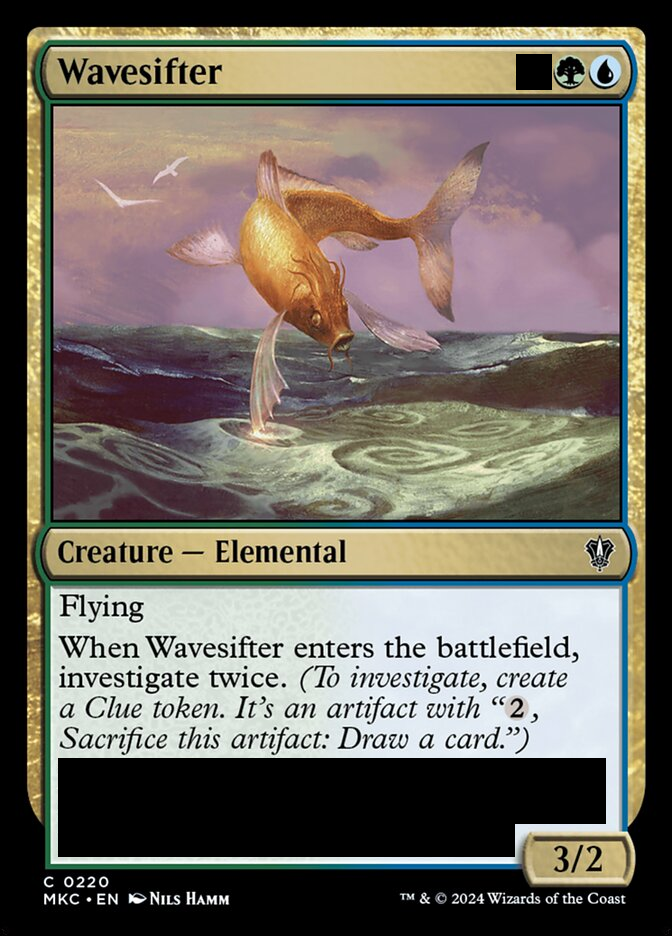 Wavesifter
Creature — Elemental
Flying
When Wavesifter enters the battlefield,
investigate twice. (To investigate, create
a Clue token. It's an artifact with “2,
Sacrifice this artifact: Draw a card.”)
3/2
C 0220
MKC • EN Nils Hamm
™ & © 2024 Wizards of the Coast